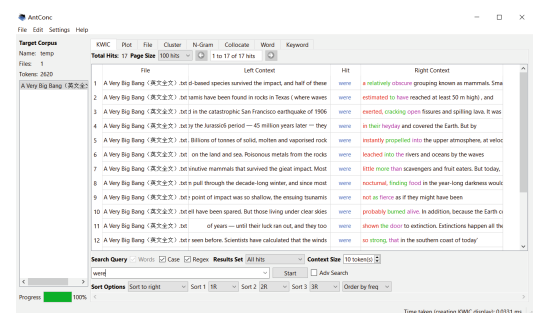 AntConc
File Edit Settings Help
Target Corpus
Name: temp
Files: 1
Tokens: 2620
A Very Big Bang (英文全文)
Progress 100%
KWIC Plot File Cluster N-Gram Collocate Word Keyword
Total Hits: 17 Page Size 100 hits 1 to 17 of 17 hits
File Left Context Hit Right Context
1 A Very Big Bang (英文全文).txt d-based species survived the impact, and half of these were a relatively obscure grouping known as mammals. Sma
2 A Very Big Bang (英文全文).txt namis have been found in rocks in Texas ( where waves were estimated to have reached at least 50 m high) , and
3 A Very Big Bang (英文全文).txt d in the catastrophic San Francisco earthquake of 1906 were exerted, cracking open fissures and spilling lava, It was
4 A Very Big Bang (英文全文).txt by the Jurassic6 period — 45 million years later — they were in their heyday and covered the Earth. But by
5 A Very Big Bang (英文全文).txt . Billions of tonnes of solid, molten and vaporised rock were instantly propelled into the upper atmosphere, at veloc
6 A Very Big Bang (英文全文).txt on the land and sea. Poisonous metals from the rocks were leached into the rivers and oceans by the waves
7 A Very Big Bang (英文全文).txt inutive mammals that survived the great impact. Most were little more than scavengers and fruit eaters. But today,
8 A Very Big Bang (英文全文).txt n pull through the decade-long winter, and since most were nocturnal, finding food in the year-long darkness would
9 A Very Big Bang (英文全文).txt point of impact was so shallow, the ensuing tsunamis were not as fierce as if they might have been
10 A Very Big Bang (英文全文).txt ell have been spared. But those living under clear skies were probably burned alive. In addition, because the Earth
11 A Very Big Bang (英文全文).txt of years — until their luck ran out, and they too were shown the door to extinction. Extinctions happen all the
12 A Very Big Bang (英文全文).txt r seen before. Scientists have calculated that the winds were so strong, that in the southern coast of today'
Search Query Words Case Regex Results Set All hits Context Size 10 token(s)
were Start Adv Search
Sort Options Sort to right Sort 1 1R Sort 2 2R Sort 3 3R Order by freq
Time taken (creating KWIC display): 0.0331 ms